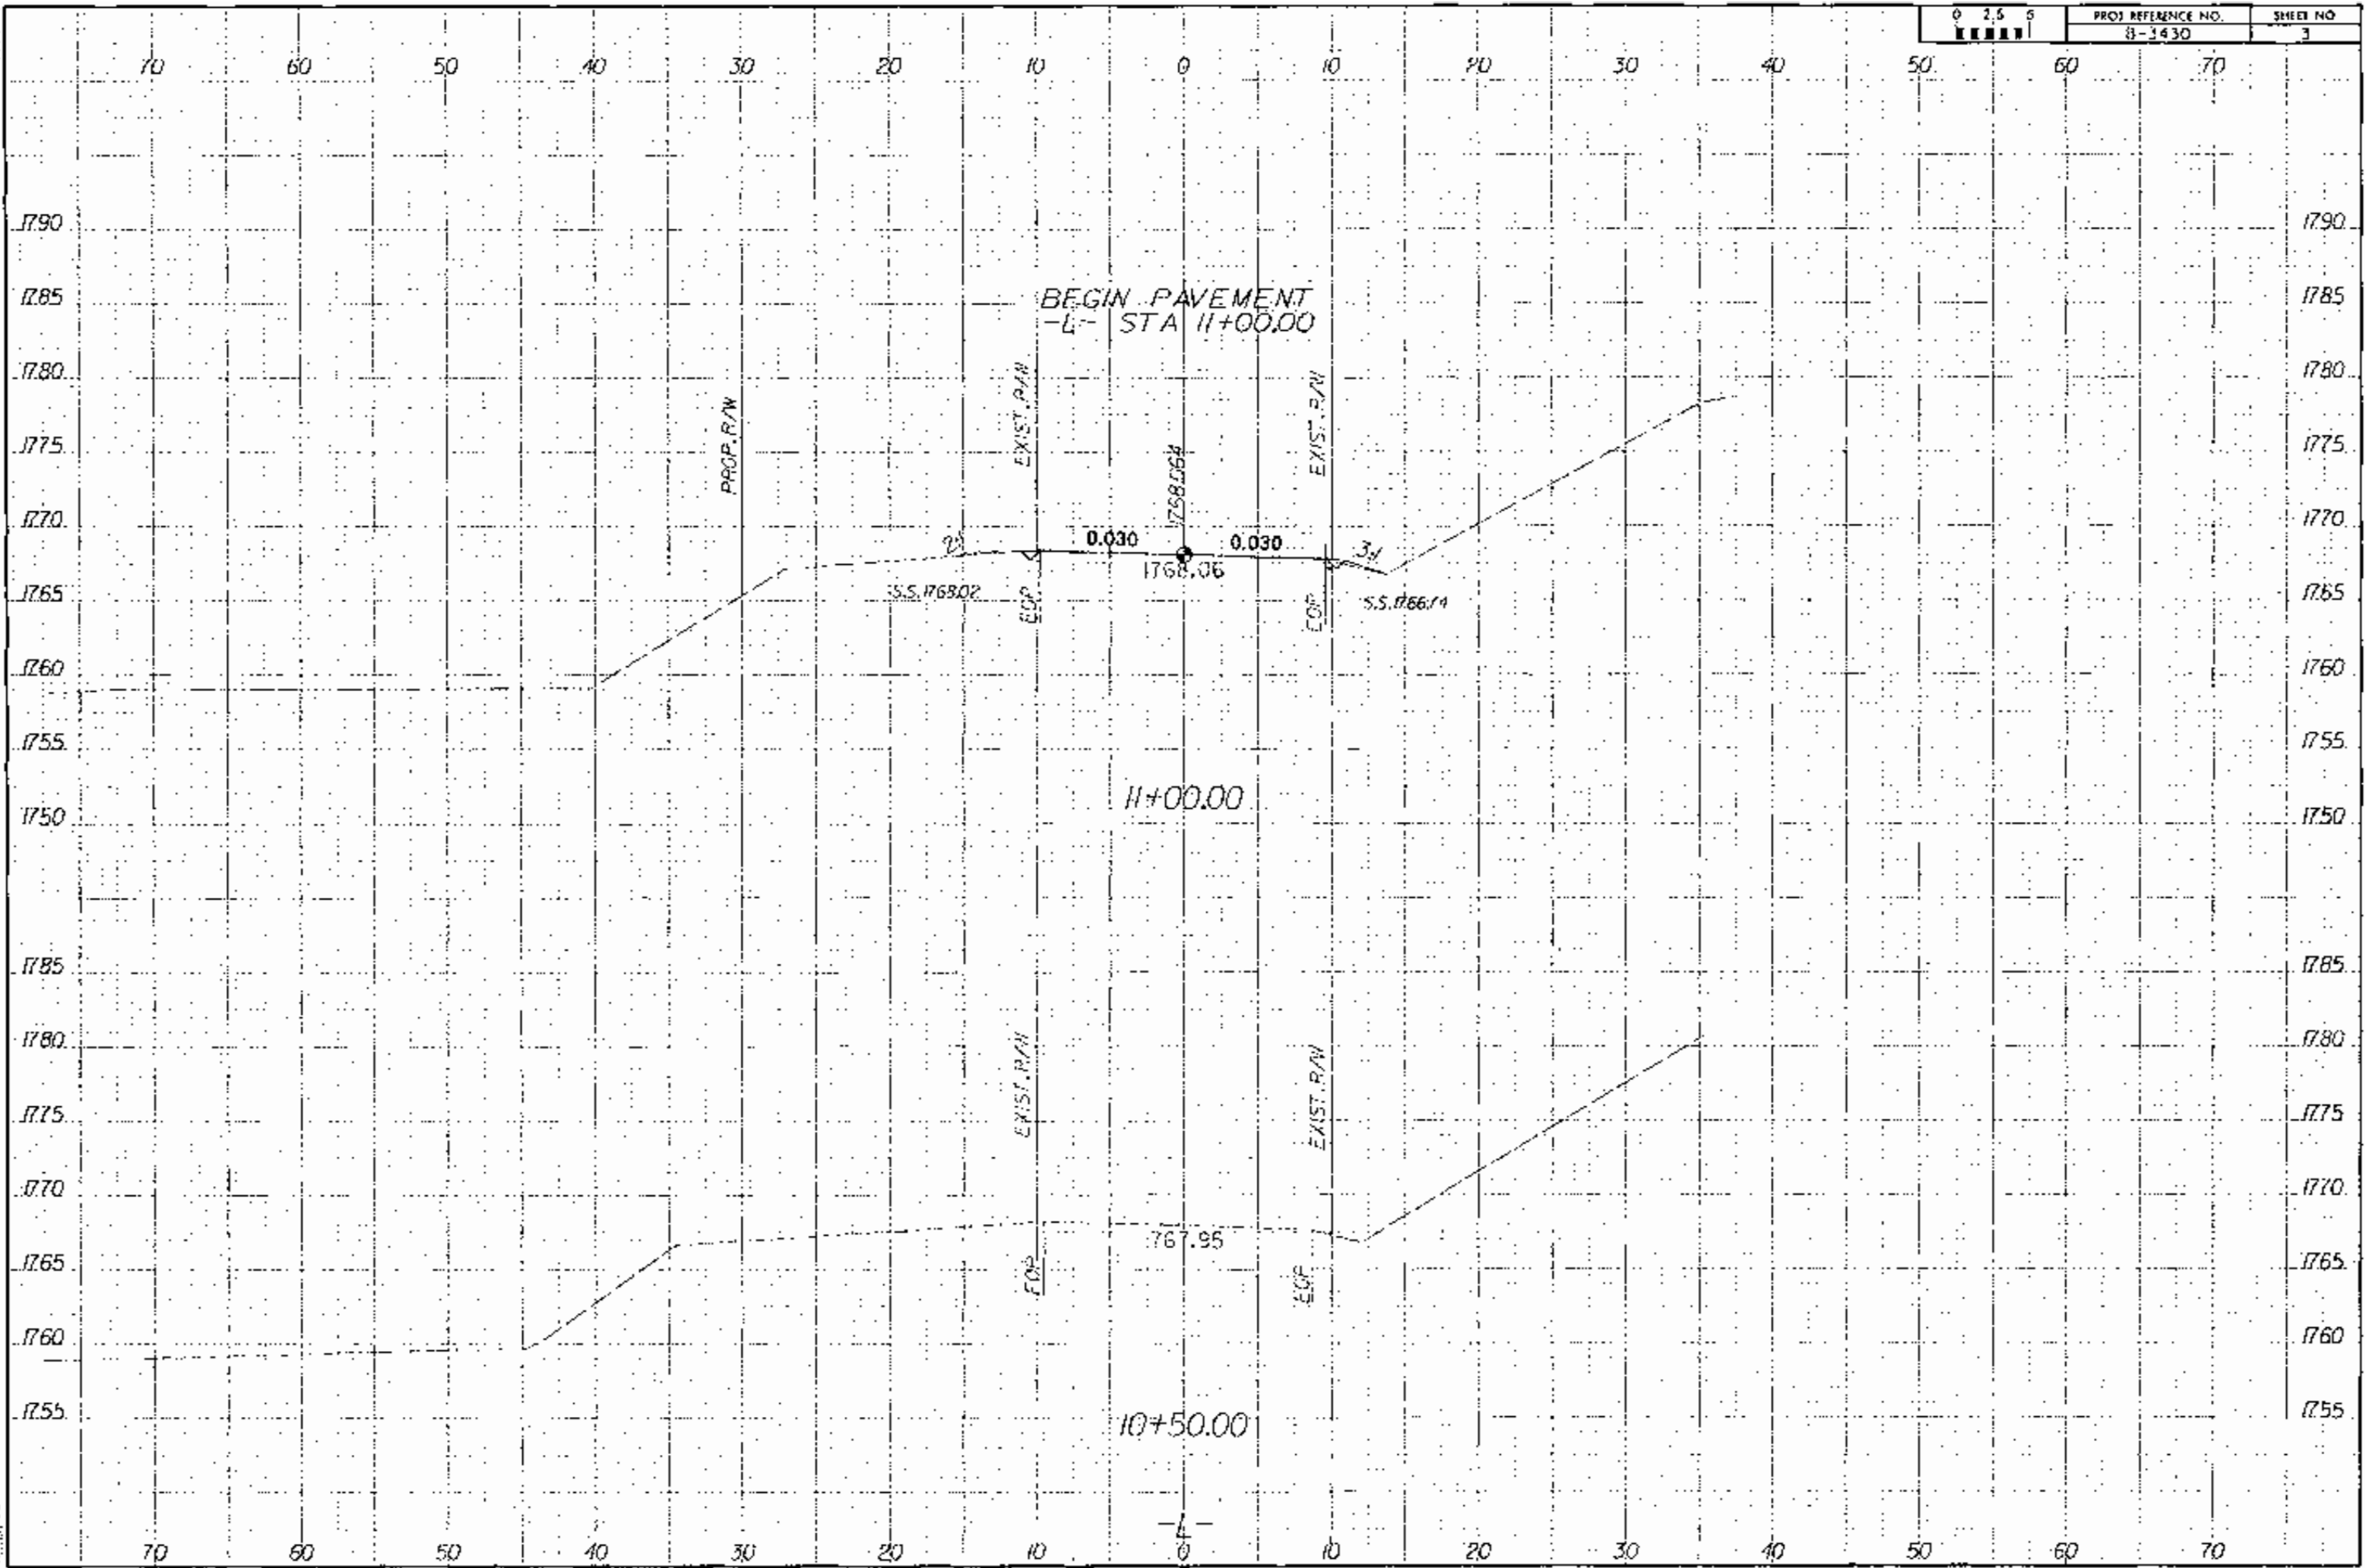 0 2.5 5
PROJ REFERENCE NO.
SHEET NO
B-3430
3
70 60 50 40 30 20 10 0 10 20 30 40 50 60 70
1790 1790
1785 1785
BEGIN PAVEMENT
-L- STA 11+00.00
1780 1780
PROP. R/W
EXIST. R/W
EXIST. R/W
1775 1775
1768.064
1770 1770
0.030 0.030
3:1
1768.06
1765 1765
S.S. 1768.02
S.S. 1766.74
EOP
EOP
1760 1760
1755 1755
11+00.00
1750 1750
1785 1785
1780 1780
EXIST. R/W
EXIST. R/W
1775 1775
1770 1770
767.95
1765 1765
EOP
EOP
1760 1760
1755 1755
10+50.00
-L-
70 60 50 40 30 20 10 0 10 20 30 40 50 60 70